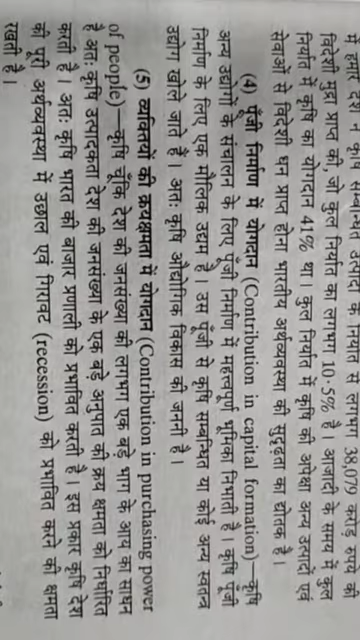 में हमारे देश ने कृषि सम्बन्धित उत्पादों के निर्यात से लगभग 38,079 करोड़ रुपये की
विदेशी मुद्रा प्राप्त की, जो कुल निर्यात का लगभग 10·5% है। आजादी के समय में कुल
निर्यात में कृषि का योगदान 41% था। कुल निर्यात में कृषि की अपेक्षा अन्य उत्पादों एवं
सेवाओं से विदेशी धन प्राप्त होना भारतीय अर्थव्यवस्था की सुदृढ़ता का द्योतक है।
(4) पूँजी निर्माण में योगदान (Contribution in capital formation)—कृषि
अन्य उद्योगों के संचालन के लिए पूंजी निर्माण में महत्त्वपूर्ण भूमिका निभाती है। कृषि पूंजी
निर्माण के लिए एक मौलिक उद्यम है। उस पूंजी से कृषि सम्बन्धित या कोई अन्य स्वतन्त्र
उद्योग खोले जाते हैं। अतः कृषि औद्योगिक विकास की जननी है।
(5) व्यक्तियों की क्रयक्षमता में योगदान (Contribution in purchasing power
of people)—कृषि चूँकि देश की जनसंख्या की लगभग एक बड़े भाग के आय का साधन
है अतः कृषि उत्पादकता देश की जनसंख्या के एक बड़े अनुपात की क्रय क्षमता को निर्धारित
करती है। अतः कृषि भारत की बाजार प्रणाली को प्रभावित करती है। इस प्रकार कृषि देश
की पूरी अर्थव्यवस्था में उछाल एवं गिरावट (recession) को प्रभावित करने की क्षमता
रखती है।